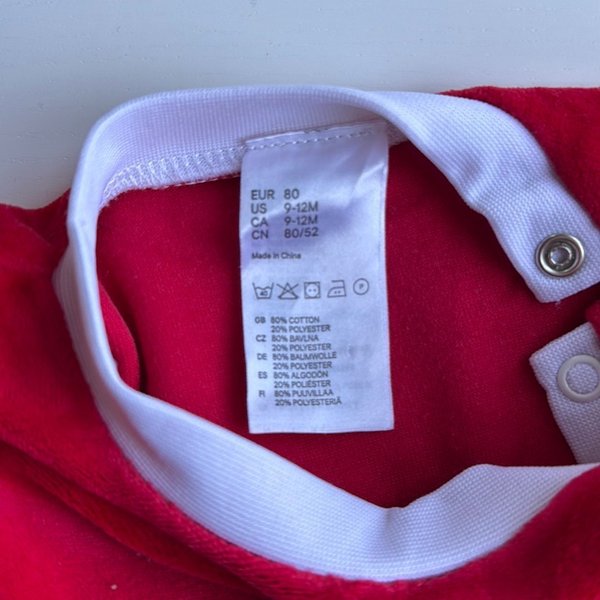 EUR 80
US 9-12M
CA 9-12M
CN 80/52
Made in China
GB 80% COTTON
20% POLYESTER
CZ 80% BAVLNA
20% POLYESTER
DE 80% BAUMWOLLE
20% POLYESTER
ES 80% ALGODÓN
20% POLIÉSTER
FI 80% PUUVILLAA
20% POLYESTERIÄ